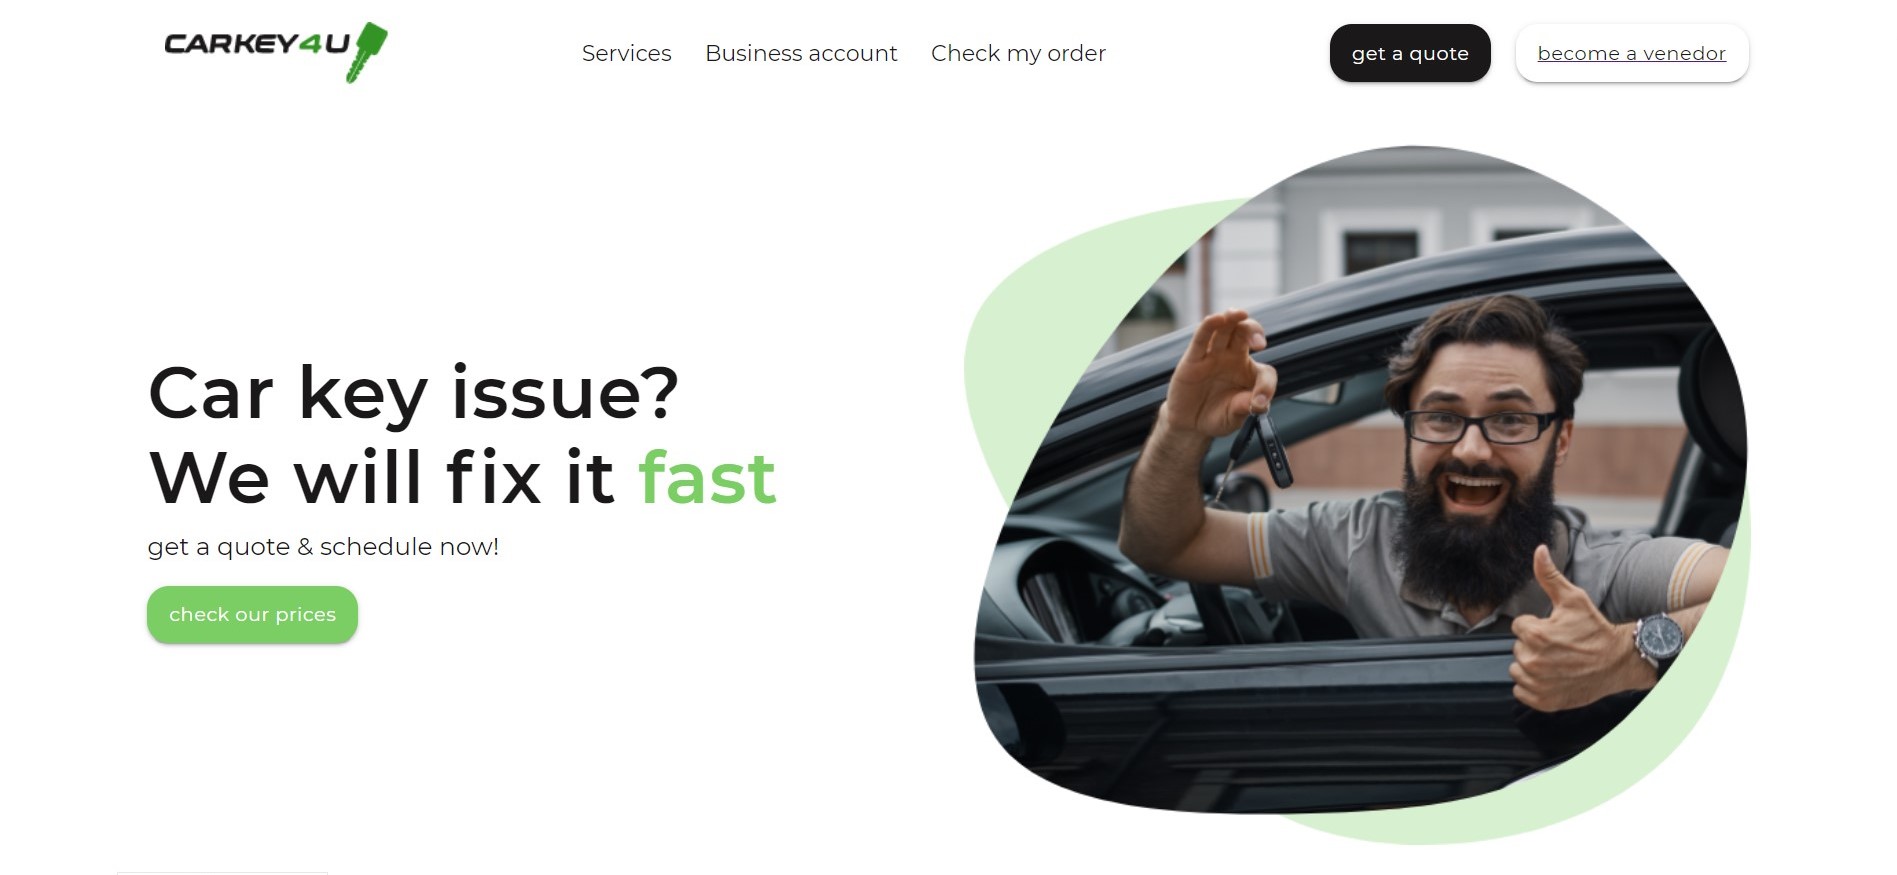 CARKEY4U
Services
Business account
Check my order
get a quote
become a venedor
Car key issue?
We will fix it fast
get a quote & schedule now!
check our prices